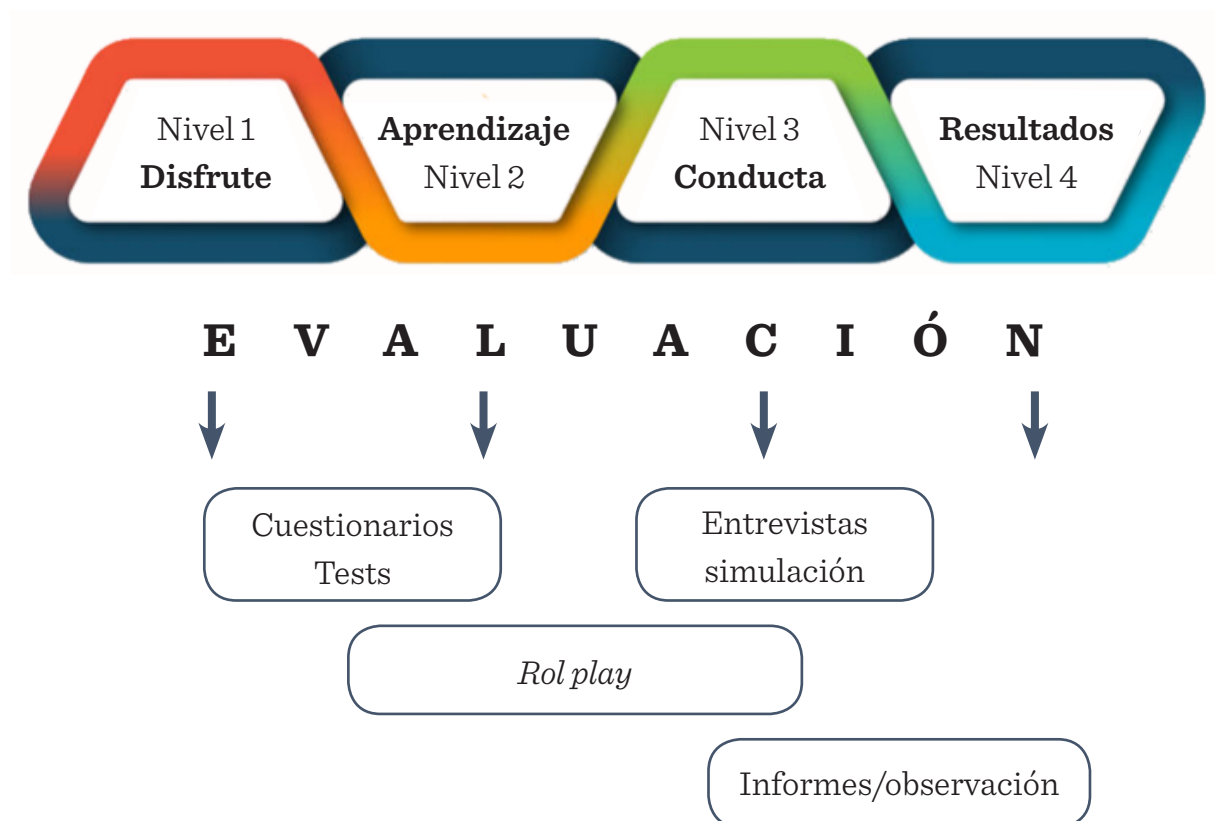 Nivel 1
Disfrute
Aprendizaje
Nivel 2
Nivel 3
Conducta
Resultados
Nivel 4
E V A L U A C I Ó N
Cuestionarios
Tests
Entrevistas
simulación
Rol play
Informes/observación